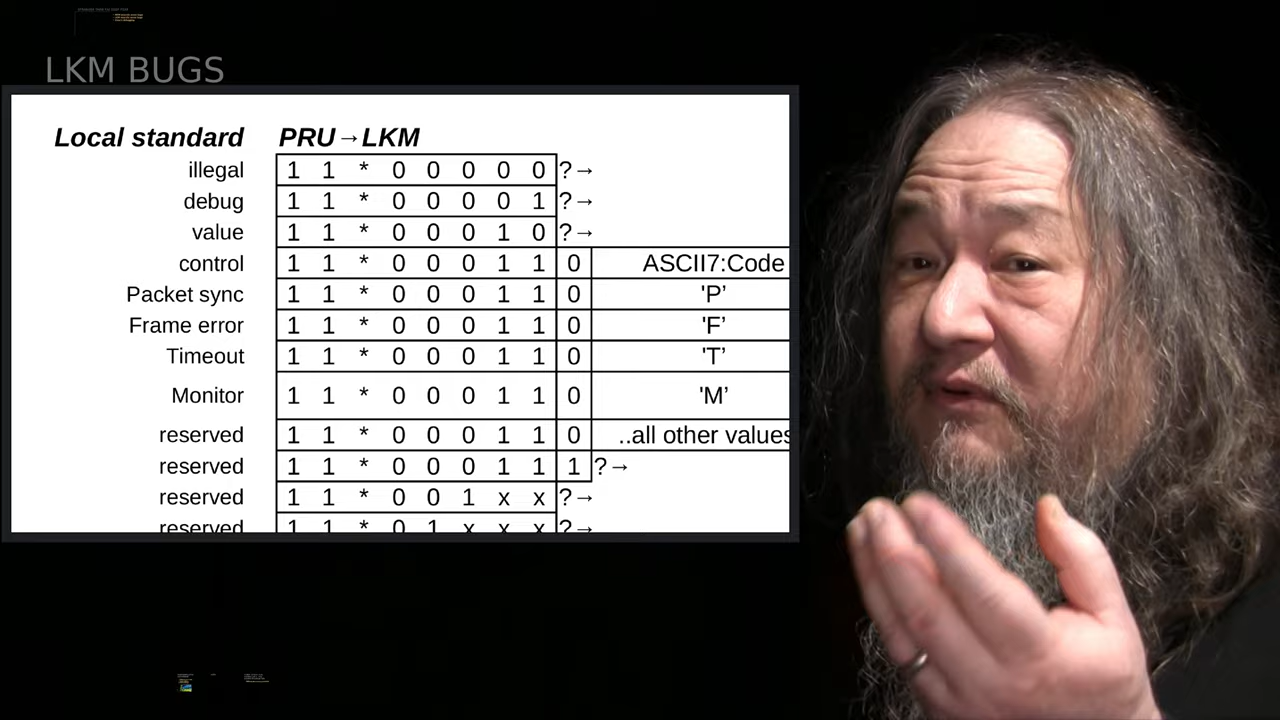 LKM BUGS
Local standard PRU→LKM
illegal 1 1 * 0 0 0 0 0 ?→
debug 1 1 * 0 0 0 0 1 ?→
value 1 1 * 0 0 0 1 0 ?→
control 1 1 * 0 0 0 1 1 0 ASCII7:Code
Packet sync 1 1 * 0 0 0 1 1 0 'P’
Frame error 1 1 * 0 0 0 1 1 0 'F’
Timeout 1 1 * 0 0 0 1 1 0 'T’
Monitor 1 1 * 0 0 0 1 1 0 'M’
reserved 1 1 * 0 0 0 1 1 0 ..all other values
reserved 1 1 * 0 0 0 1 1 1 ?→
reserved 1 1 * 0 0 1 x x ?→
reserved 1 1 * 0 1 x x x ?→